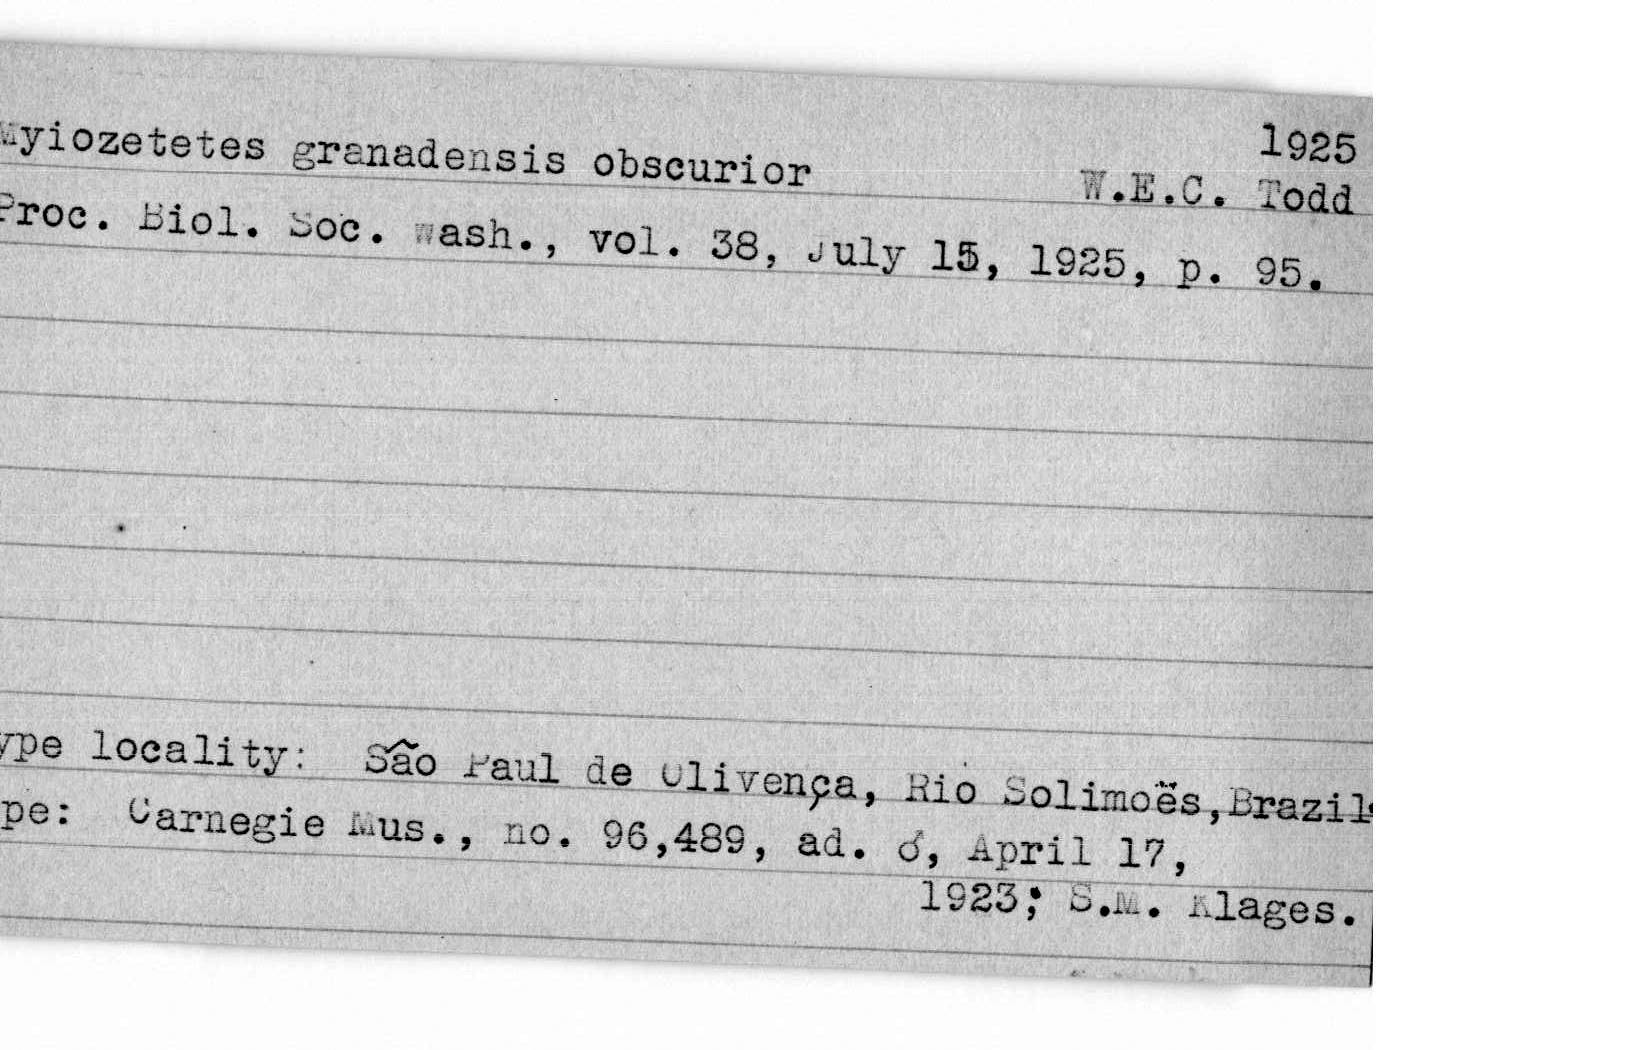 1925
Myiozetetes granadensis obscurior W.E.C. Todd
Proc. Biol. Soc. Wash., vol. 38, July 15, 1925, p. 95.
ype locality: São Paul de Olivença, Rio Solimoës, Brazil
pe: Carnegie Mus., no. 96,489, ad. ♂, April 17,
1923; S.M. Klages.